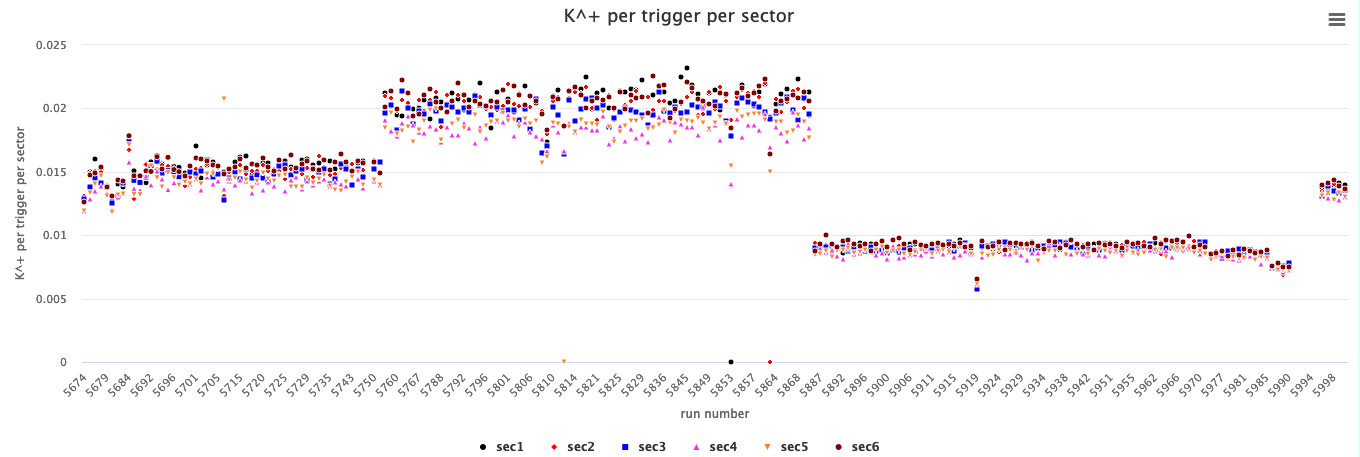 K^+ per trigger per sector
K^+ per trigger per sector
0.025
0.02
0.015
0.01
0.005
0
5674 5679 5684 5692 5696 5701 5705 5715 5720 5725 5729 5735 5743 5750 5760 5767 5778 5788 5792 5796 5801 5806 5810 5814 5821 5825 5829 5836 5845 5849 5853 5857 5864 5868 5887 5892 5896 5900 5906 5911 5915 5919 5924 5929 5934 5938 5942 5951 5955 5962 5966 5970 5977 5981 5985 5990 5994 5998
run number
sec1 sec2 sec3 sec4 sec5 sec6